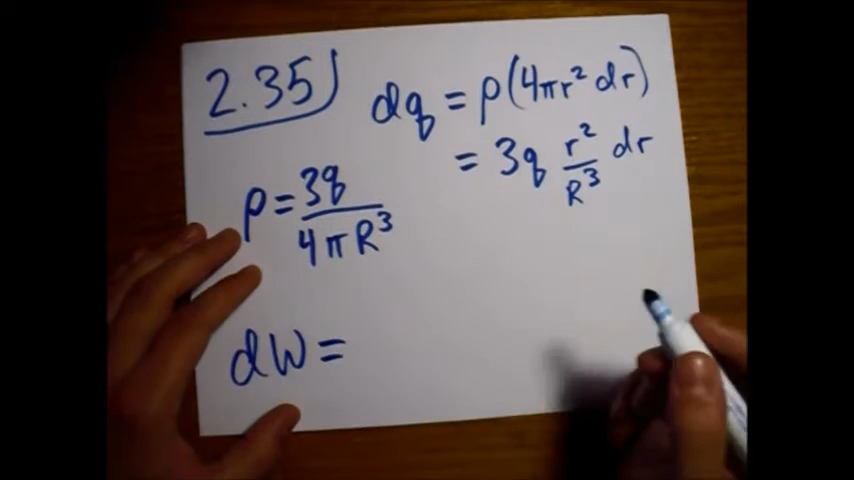 2.35)
dq = ρ(4πr² dr)
= 3q r²/R³ dr
ρ = 3q/4πR³
dW =